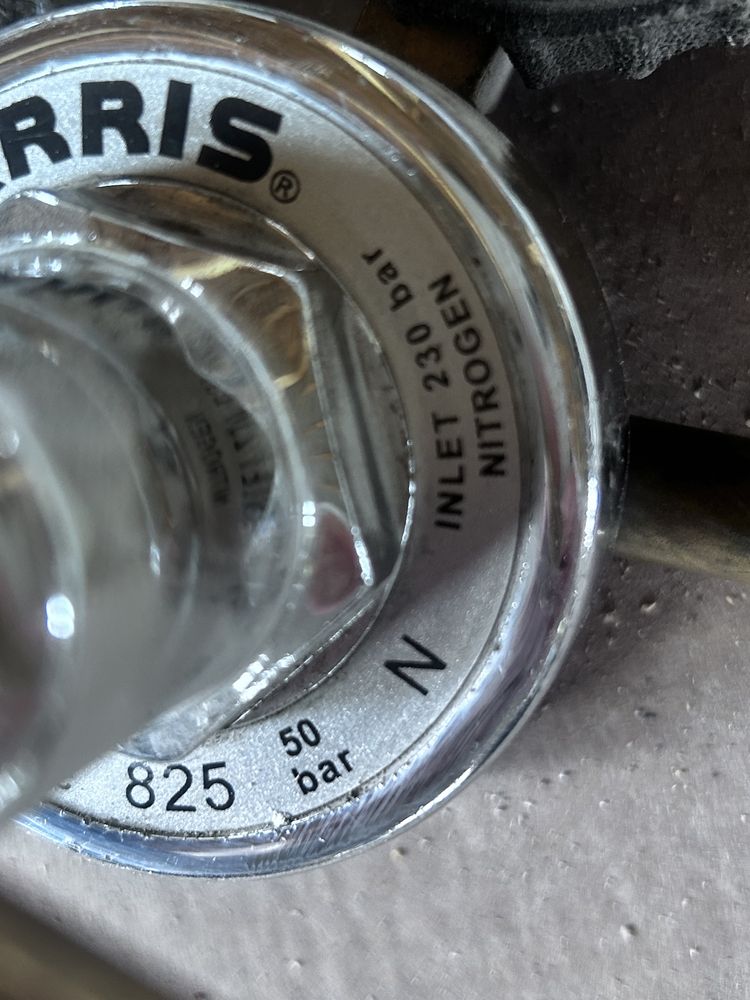 RRIS®
INLET 230 bar
NITROGEN
N
50
bar
825